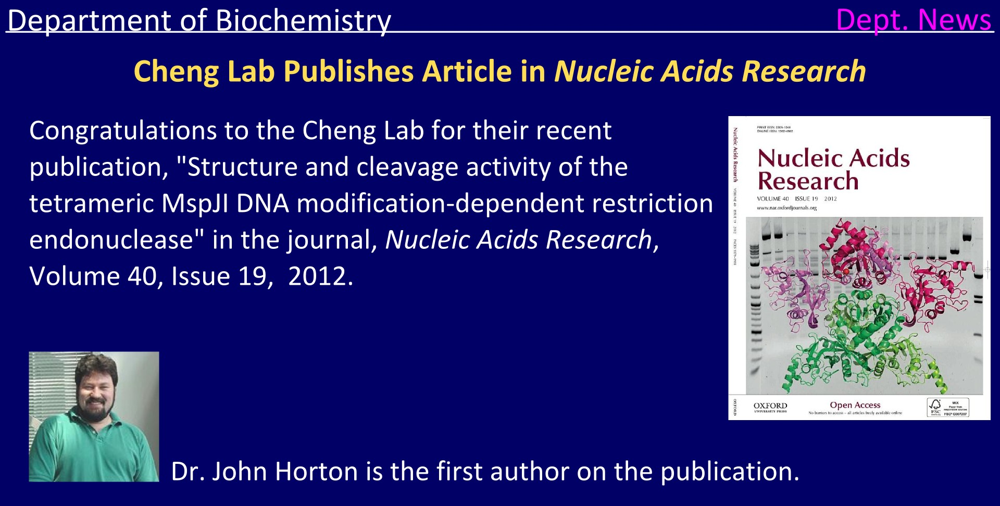 Department of Biochemistry
Dept. News
Cheng Lab Publishes Article in Nucleic Acids Research
Congratulations to the Cheng Lab for their recent
publication, "Structure and cleavage activity of the
tetrameric MspJI DNA modification-dependent restriction
endonuclease" in the journal, Nucleic Acids Research,
Volume 40, Issue 19,  2012.
PRINT ISSN: 0305-1048
ONLINE ISSN: 1362-4962
Nucleic Acids
Research
VOLUME 40 ISSUE 19 2012
www.nar.oxfordjournals.org
Nucleic Acids Research VOLUME 40 ISSUE 19 2012
OXFORD
OXFORD
UNIVERSITY PRESS
Open Access
No barriers to access – all articles freely available online
FSC
MIX
Paper from
responsible sources
FSC® C007207
Dr. John Horton is the first author on the publication.